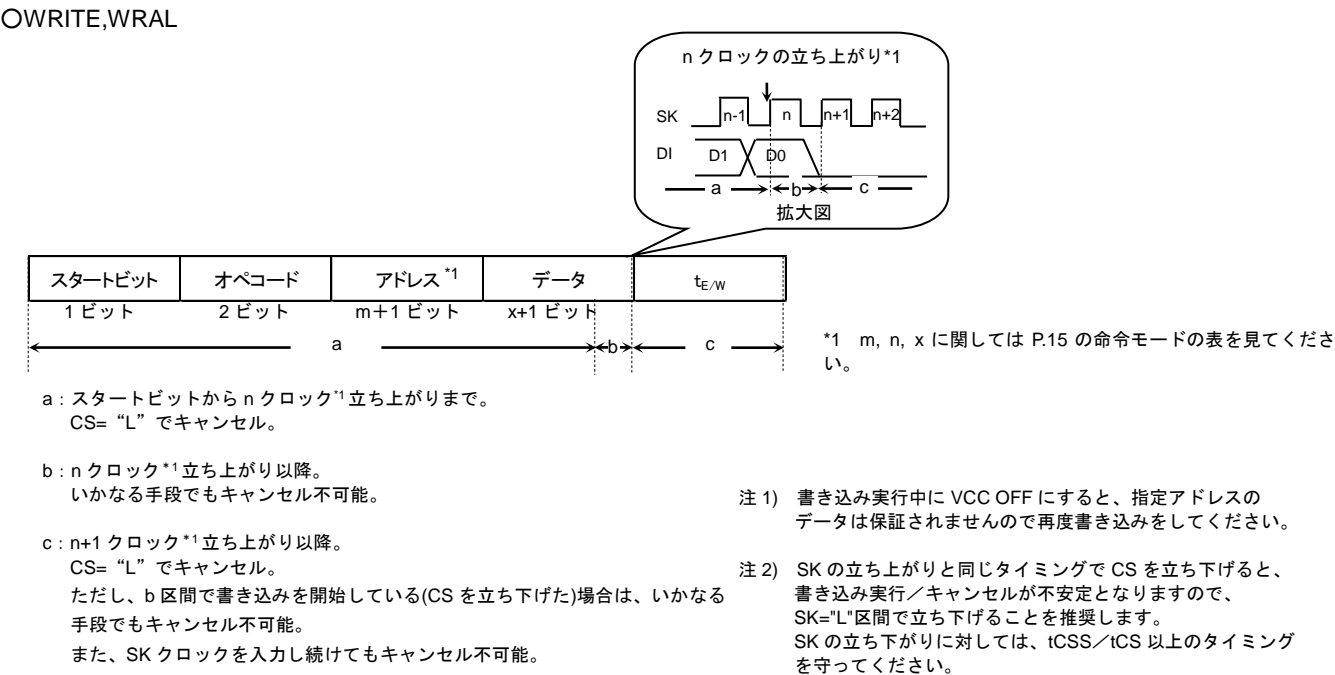 〇WRITE,WRAL
n クロックの立ち上がり*1
SK n-1 n n+1 n+2
DI D1 D0
a b c
拡大図
スタートビット オペコード アドレス *1 データ tE/W
1 ビット 2 ビット m+1 ビット x+1 ビット
a b c
*1 m, n, x に関しては P.15 の命令モードの表を見てくださ
い。
a:スタートビットから n クロック*1 立ち上がりまで。
CS= “L” でキャンセル。
b:n クロック*1 立ち上がり以降。
いかなる手段でもキャンセル不可能。
c:n+1 クロック*1 立ち上がり以降。
CS= “L” でキャンセル。
ただし、b 区間で書き込みを開始している(CS を立ち下げた)場合は、いかなる
手段でもキャンセル不可能。
また、SK クロックを入力し続けてもキャンセル不可能。
注 1) 書き込み実行中に VCC OFF にすると、指定アドレスの
データは保証されませんので再度書き込みをしてください。
注 2) SK の立ち上がりと同じタイミングで CS を立ち下げると、
書き込み実行/キャンセルが不安定となりますので、
SK="L"区間で立ち下げることを推奨します。
SK の立ち下がりに対しては、tCSS/tCS 以上のタイミング
を守ってください。